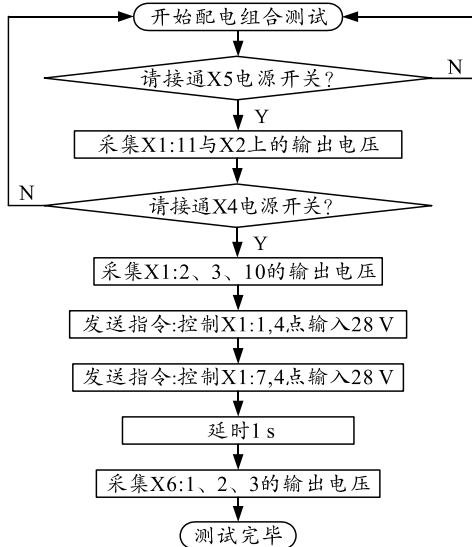 开始配电组合测试
请接通X5电源开关?
N
Y
采集X1:11与X2上的输出电压
N
请接通X4电源开关?
Y
采集X1:2、3、10的输出电压
发送指令:控制X1:1,4点输入28 V
发送指令:控制X1:7,4点输入28 V
延时1 s
采集X6:1、2、3的输出电压
测试完毕